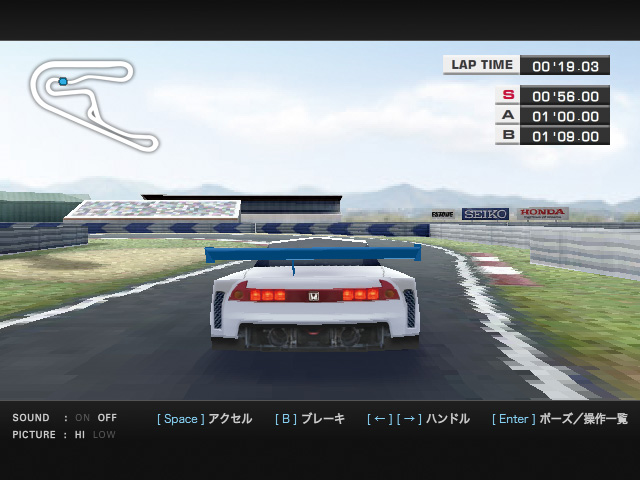 LAP TIME 00'19.03
S 00'56.00
A 01'00.00
B 01'09.00
SEIKO HONDA
SOUND : ON OFF [ Space ] アクセル [ B ] ブレーキ [ ← ] [ → ] ハンドル [ Enter ] ポーズ／操作一覧
PICTURE : HI LOW